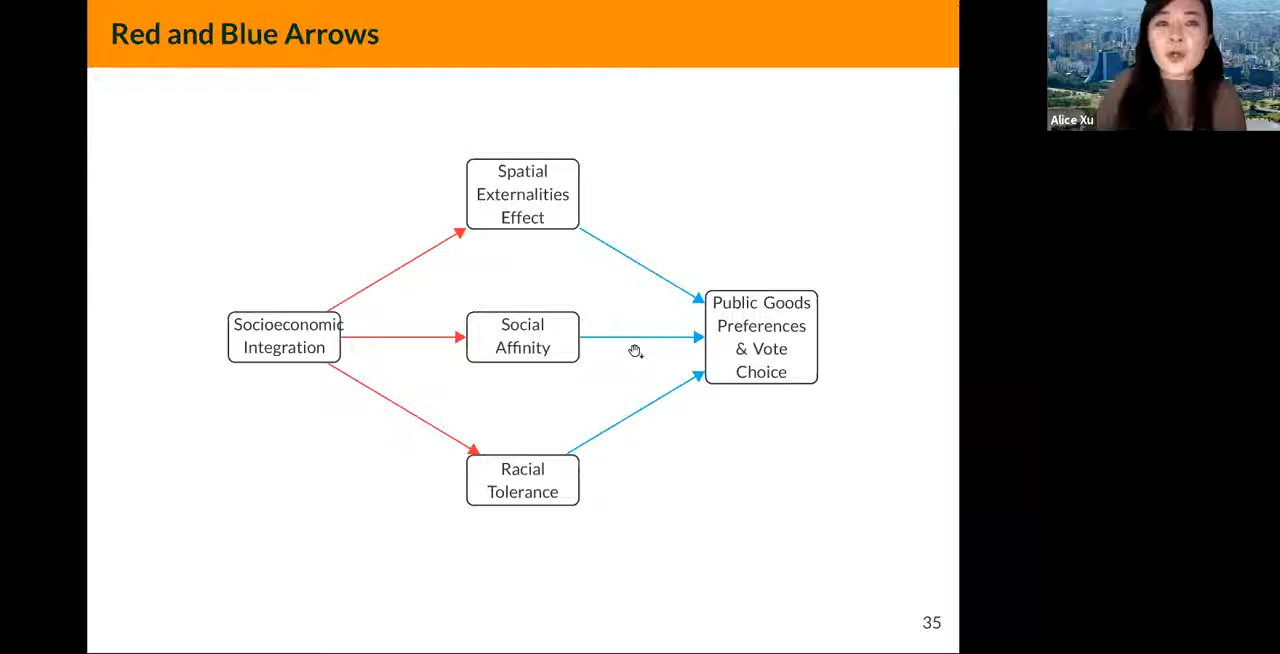 Red and Blue Arrows
Alice Xu
Spatial
Externalities
Effect
Socioeconomic
Integration
Social
Affinity
Public Goods
Preferences
& Vote
Choice
Racial
Tolerance
35